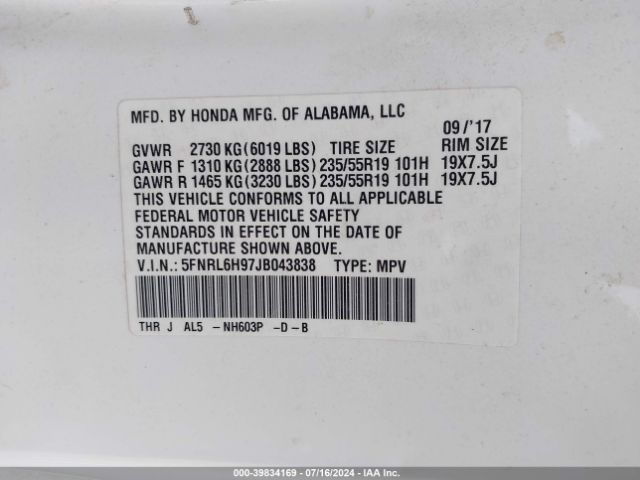 MFD. BY HONDA MFG. OF ALABAMA, LLC
09/'17
GVWR 2730 KG (6019 LBS) TIRE SIZE RIM SIZE
GAWR F 1310 KG (2888 LBS) 235/55R19 101H 19X7.5J
GAWR R 1465 KG (3230 LBS) 235/55R19 101H 19X7.5J
THIS VEHICLE CONFORMS TO ALL APPLICABLE
FEDERAL MOTOR VEHICLE SAFETY
STANDARDS IN EFFECT ON THE DATE OF
MANUFACTURE SHOWN ABOVE.
V.I.N.: 5FNRL6H97JB043838 TYPE: MPV
THR J AL5 - NH603P -D-B
000-39834169 - 07/16/2024 - IAA Inc.